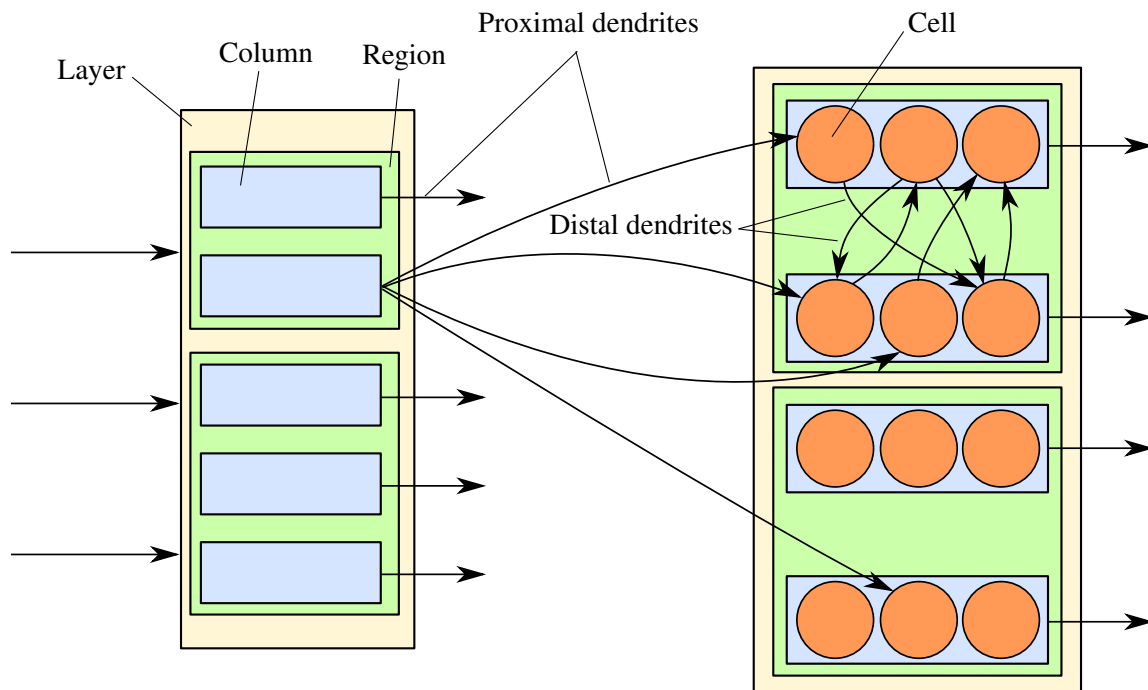 Proximal dendrites
Cell
Column
Region
Layer
Distal dendrites